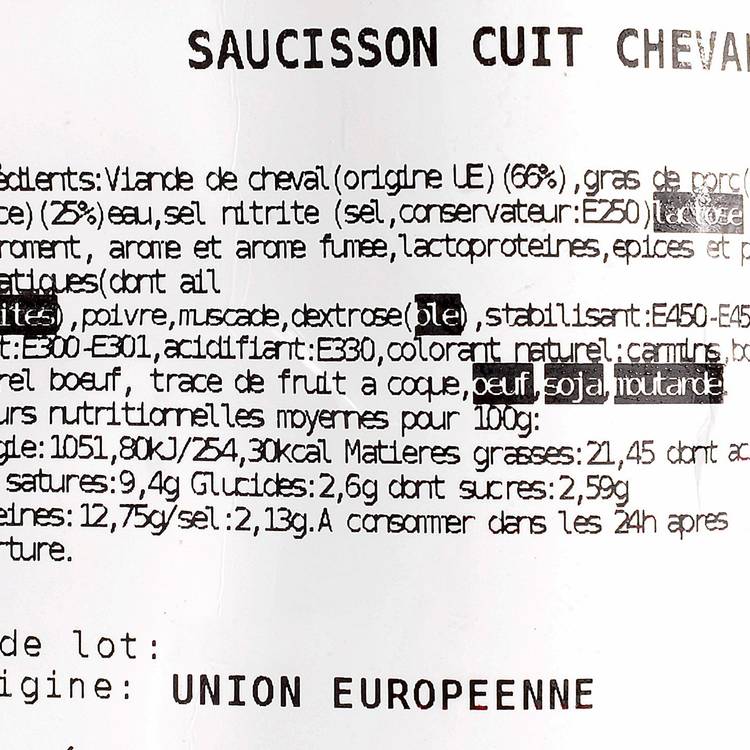 SAUCISSON CUIT CHEVAL
édients:Viande de cheval(origine UE)(66%),gras de porc(
ce)(25%)eau,sel nitrite (sel,conservateur:E250)lactose
roment, arome et arome fumee,lactoproteines,epices et p
atiques(dont ail
ites),poivre,muscade,dextrose(ble),stabilisant:E450-E45
t:E300-E301,acidifiant:E330,colorant naturel:carmins,bo
rel boeuf, trace de fruit a coque,oeuf,soja,moutarde
urs nutritionnelles moyennes pour 100g:
gie:1051,80kJ/254,30kcal Matieres grasses:21,45 dont ac
satures:9,4g Glucides:2,6g dont sucres:2,59g
eines:12,75g/sel:2,13g.A consommer dans les 24h apres
rture.
de lot:
igine: UNION EUROPEENNE